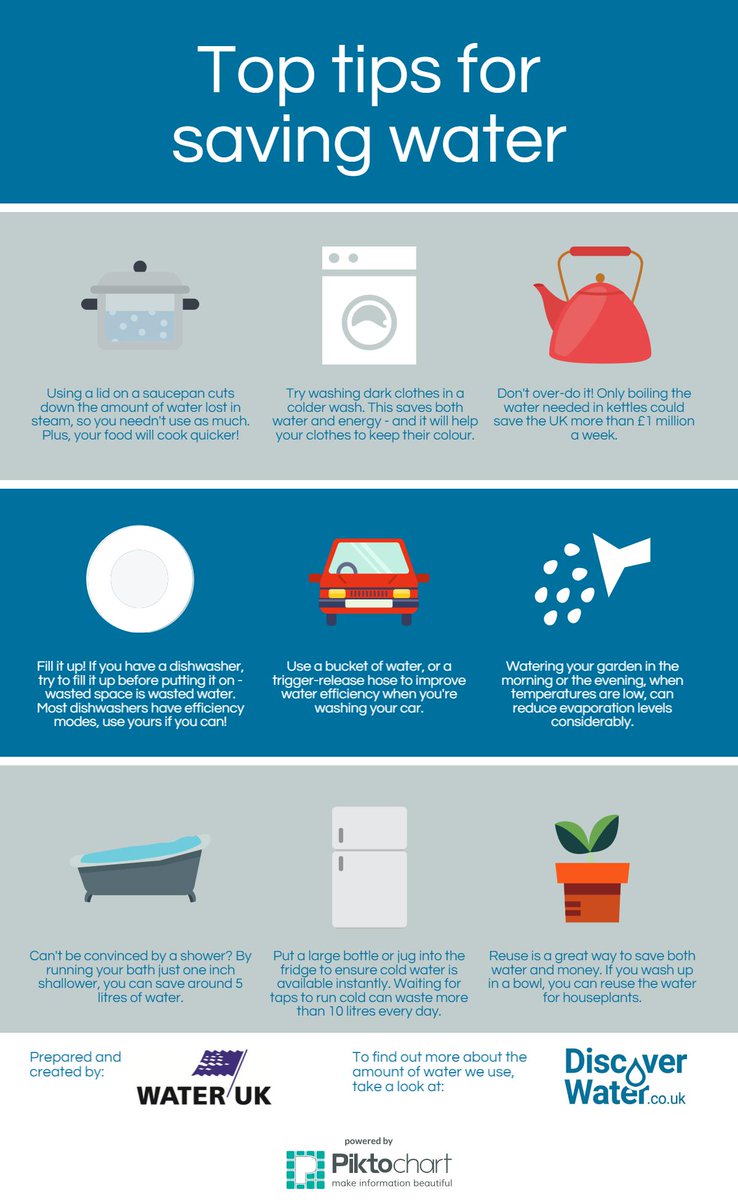 Top tips for
saving water
Using a lid on a saucepan cuts
down the amount of water lost in
steam, so you needn't use as much.
Plus, your food will cook quicker!
Try washing dark clothes in a
colder wash. This saves both
water and energy - and it will help
your clothes to keep their colour.
Don't over-do it! Only boiling the
water needed in kettles could
save the UK more than £1 million
a week.
Fill it up! If you have a dishwasher,
try to fill it up before putting it on -
wasted space is wasted water.
Most dishwashers have efficiency
modes, use yours if you can!
Use a bucket of water, or a
trigger-release hose to improve
water efficiency when you're
washing your car.
Watering your garden in the
morning or the evening, when
temperatures are low, can
reduce evaporation levels
considerably.
Can't be convinced by a shower? By
running your bath just one inch
shallower, you can save around 5
litres of water.
Put a large bottle or jug into the
fridge to ensure cold water is
available instantly. Waiting for
taps to run cold can waste more
than 10 litres every day.
Reuse is a great way to save both
water and money. If you wash up
in a bowl, you can reuse the water
for houseplants.
Prepared and
created by:
WATER UK
To find out more about the
amount of water we use,
take a look at:
Discover
Water.co.uk
powered by
Piktochart
make information beautiful